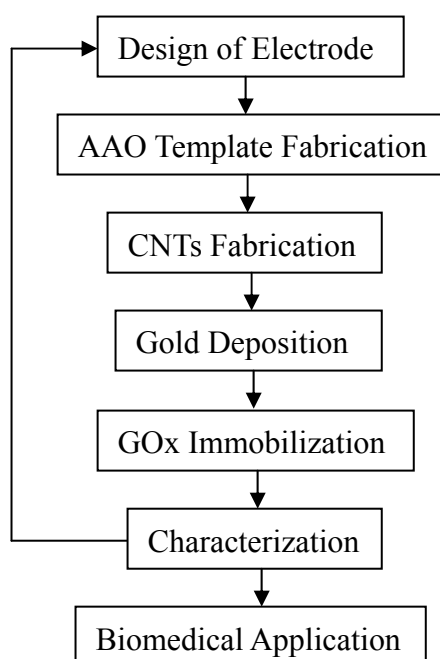 Design of Electrode
AAO Template Fabrication
CNTs Fabrication
Gold Deposition
GOx Immobilization
Characterization
Biomedical Application